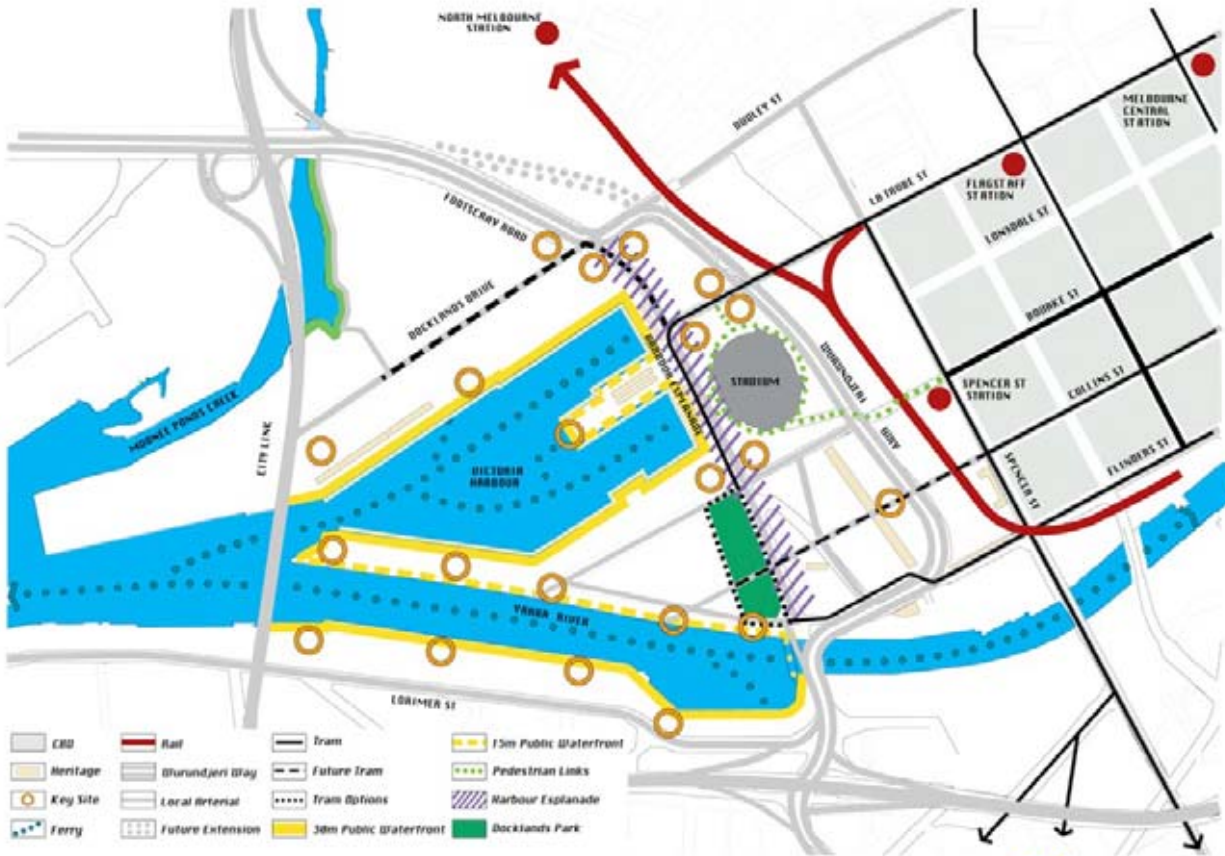 NORTH MELBOURNE
STATION
DUDLEY ST
MELBOURNE
CENTRAL
STATION
LA TROBE ST
FLAGSTAFF
STATION
LONSDALE ST
FOOTSCRAY ROAD
BOURKE ST
DOCKLANDS DRIVE
HARBOUR ESPLANADE
STADIUM
WURUNDJERI
WAY
SPENCER ST
STATION
COLLINS ST
MOONEE PONDS CREEK
CITY LINK
VICTORIA
HARBOUR
SPENCER ST
FLINDERS ST
YARRA RIVER
LORIMER ST
CBD
Rail
Tram
15m Public Waterfront
Heritage
Wurundjeri Way
Future Tram
Pedestrian Links
Key Site
Local Arterial
Tram Options
Harbour Esplanade
Ferry
Future Extension
30m Public Waterfront
Docklands Park